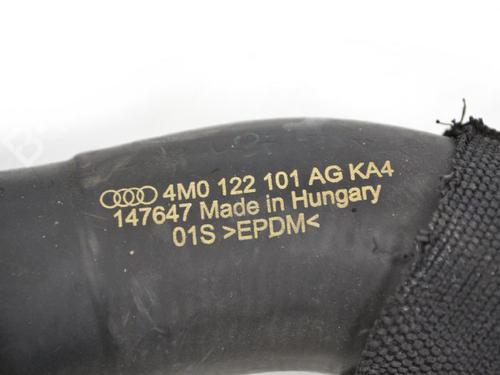 4M0 122 101 AG KA4
147647 Made in Hungary
01S >EPDM<